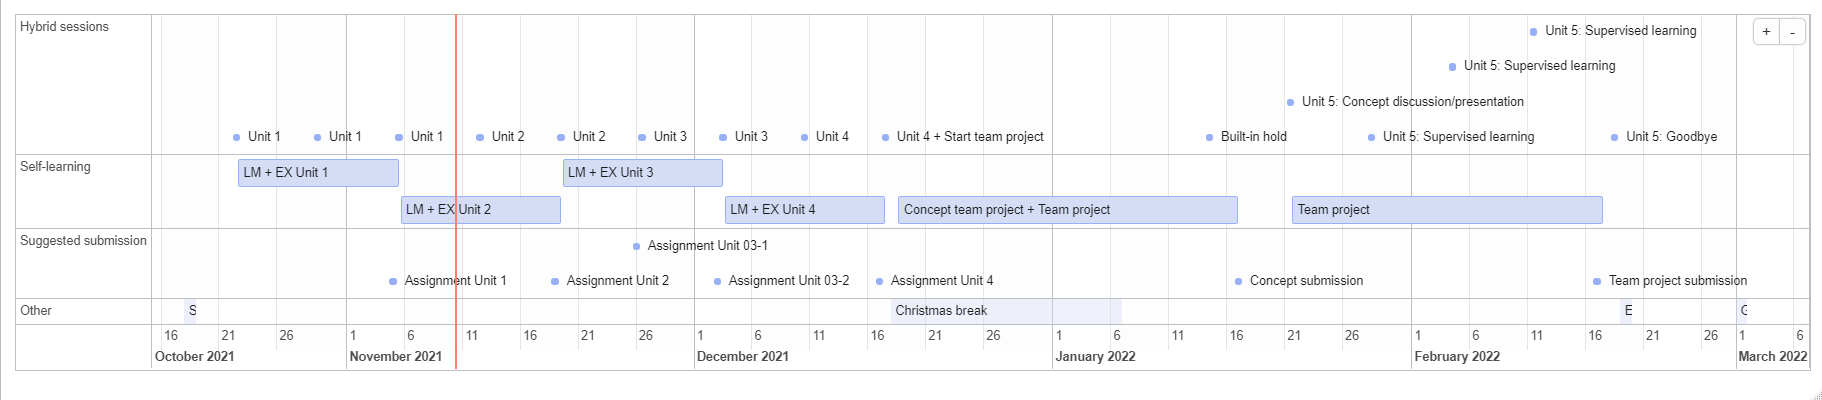 Hybrid sessions
Unit 5: Supervised learning
+ -
Unit 5: Supervised learning
Unit 5: Concept discussion/presentation
Unit 1 Unit 1 Unit 1 Unit 2 Unit 2 Unit 3 Unit 3 Unit 4 Unit 4 + Start team project Built-in hold Unit 5: Supervised learning Unit 5: Goodbye
Self-learning
LM + EX Unit 1 LM + EX Unit 3
LM + EX Unit 2 LM + EX Unit 4 Concept team project + Team project Team project
Suggested submission
Assignment Unit 03-1
Assignment Unit 1 Assignment Unit 2 Assignment Unit 03-2 Assignment Unit 4 Concept submission Team project submission
Other
S Christmas break E
16 21 26 1 6 11 16 21 26 1 6 11 16 21 26 1 6 11 16 21 26 1 6 11 16 21 26 1 6
October 2021 November 2021 December 2021 January 2022 February 2022 March 2022